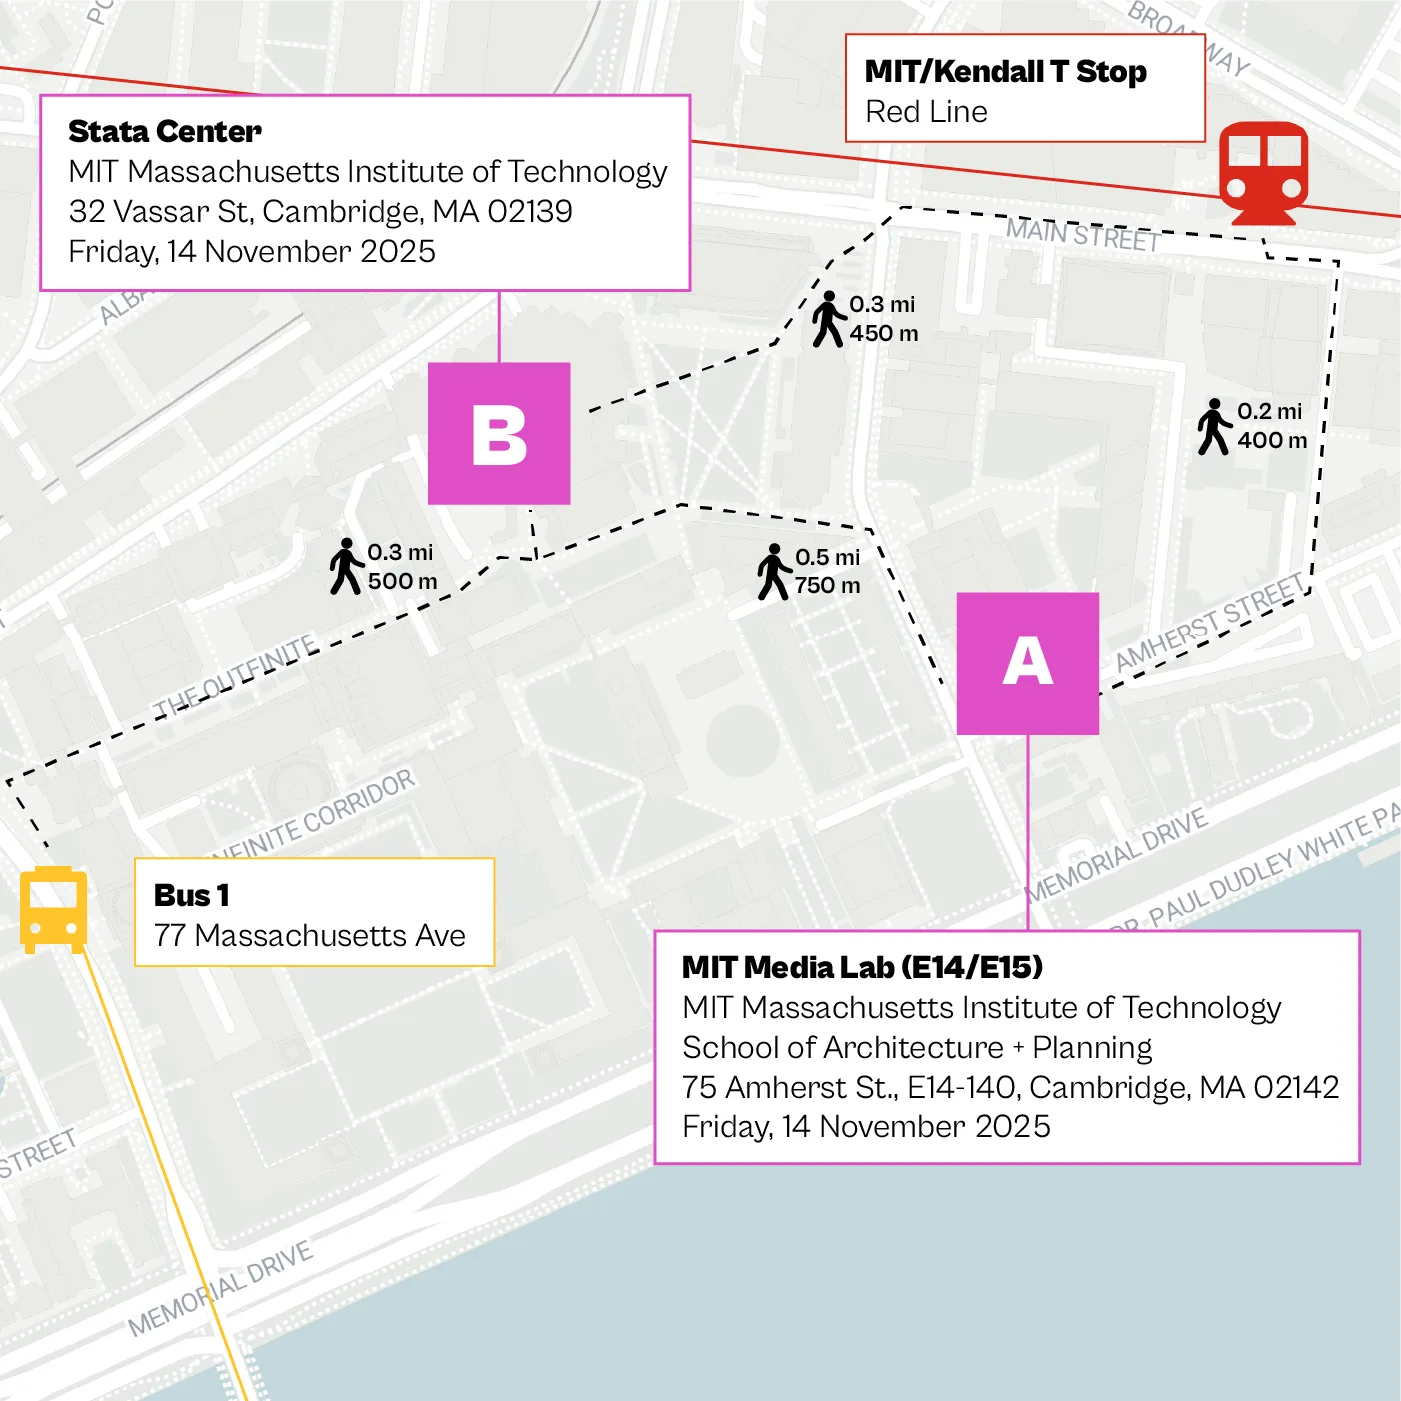 BROADWAY
MIT/Kendall T Stop
Red Line
Stata Center
MIT Massachusetts Institute of Technology
32 Vassar St, Cambridge, MA 02139
Friday, 14 November 2025
MAIN STREET
0.3 mi
450 m
B
0.2 mi
400 m
0.3 mi
500 m
0.5 mi
750 m
A
AMHERST STREET
THE OUTFINITE
INFINITE CORRIDOR
MEMORIAL DRIVE
DR. PAUL DUDLEY WHITE PA
Bus 1
77 Massachusetts Ave
MIT Media Lab (E14/E15)
MIT Massachusetts Institute of Technology
School of Architecture + Planning
75 Amherst St., E14-140, Cambridge, MA 02142
Friday, 14 November 2025
STREET
MEMORIAL DRIVE